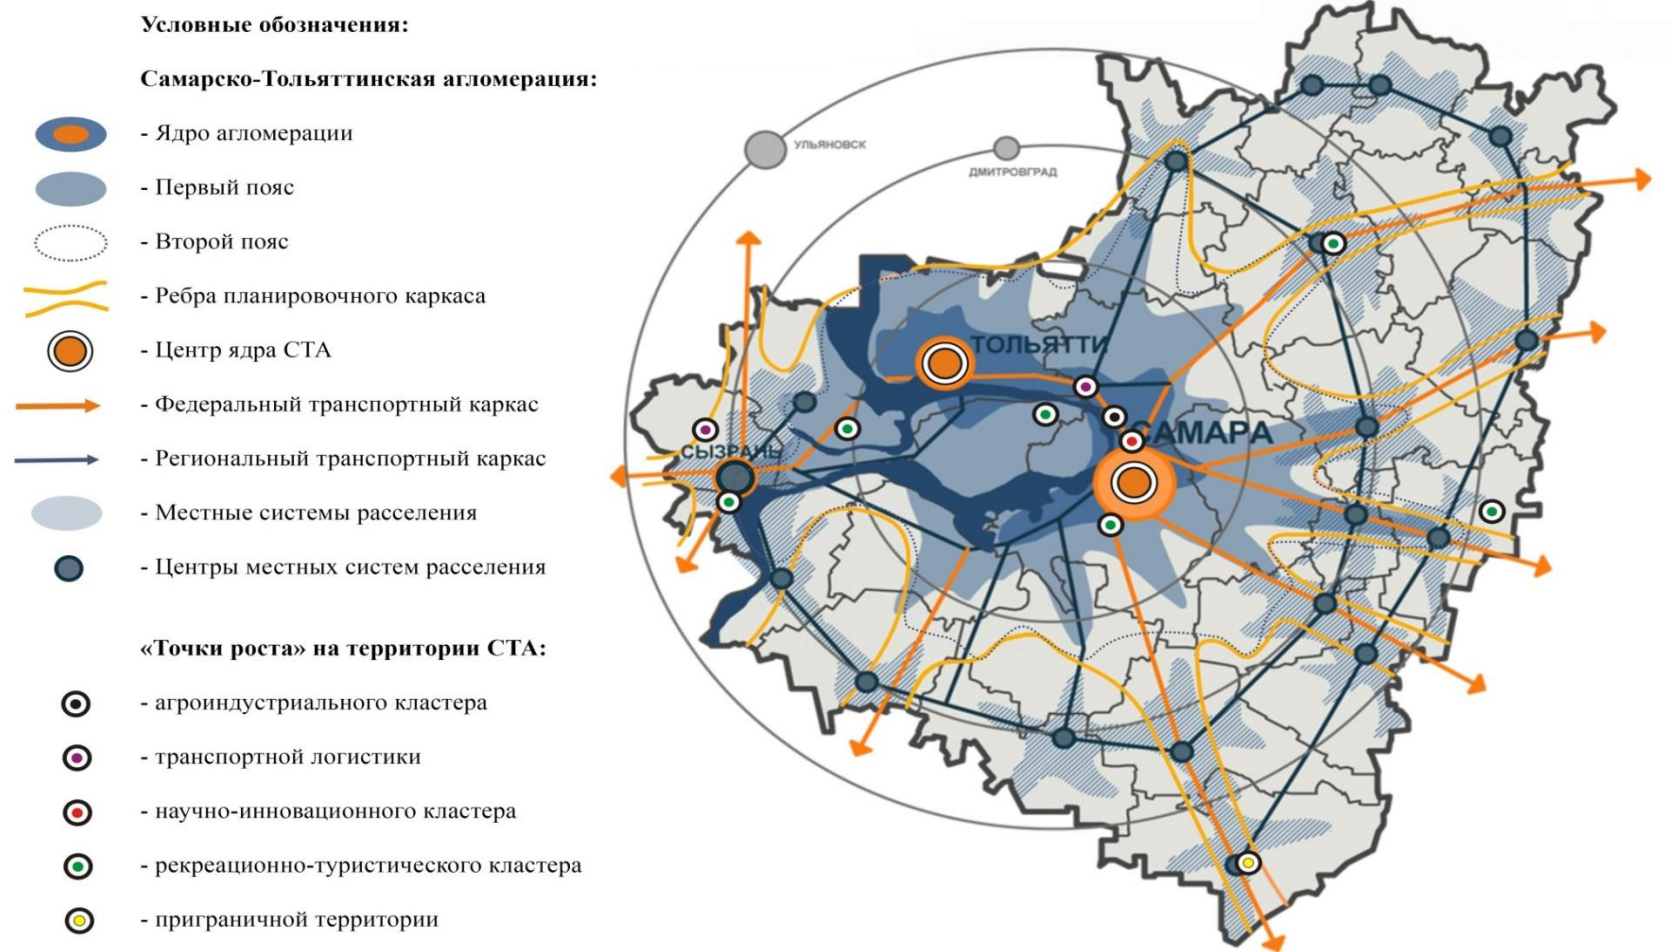 Условные обозначения:
Самарско-Тольяттинская агломерация:
- Ядро агломерации
- Первый пояс
- Второй пояс
- Ребра планировочного каркаса
- Центр ядра СТА
- Федеральный транспортный каркас
- Региональный транспортный каркас
- Местные системы расселения
- Центры местных систем расселения
«Точки роста» на территории СТА:
- агроиндустриального кластера
- транспортной логистики
- научно-инновационного кластера
- рекреационно-туристического кластера
- приграничной территории
УЛЬЯНОВСК
ДМИТРОВГРАД
ТОЛЬЯТТИ
САМАРА
СЫЗРАНЬ